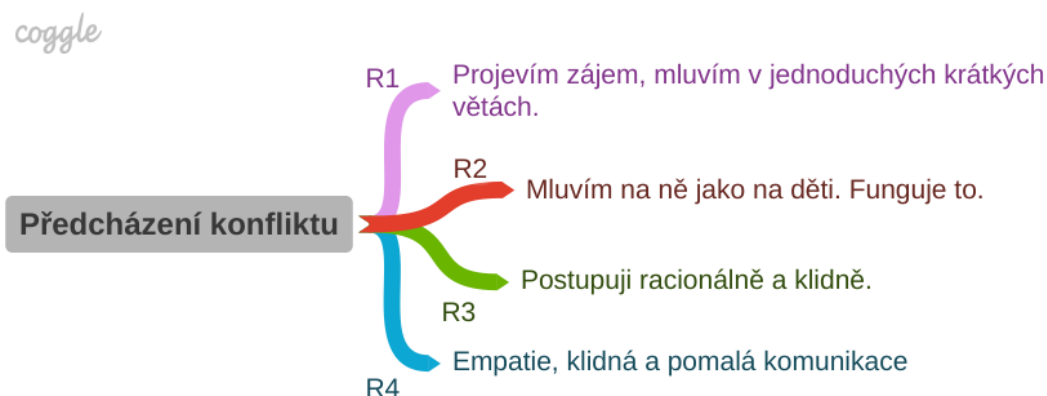 coggle
R1
Projevím zájem, mluvím v jednoduchých krátkých
větách.
R2
Mluvím na ně jako na děti. Funguje to.
Předcházení konfliktu
Postupuji racionálně a klidně.
R3
Empatie, klidná a pomalá komunikace
R4